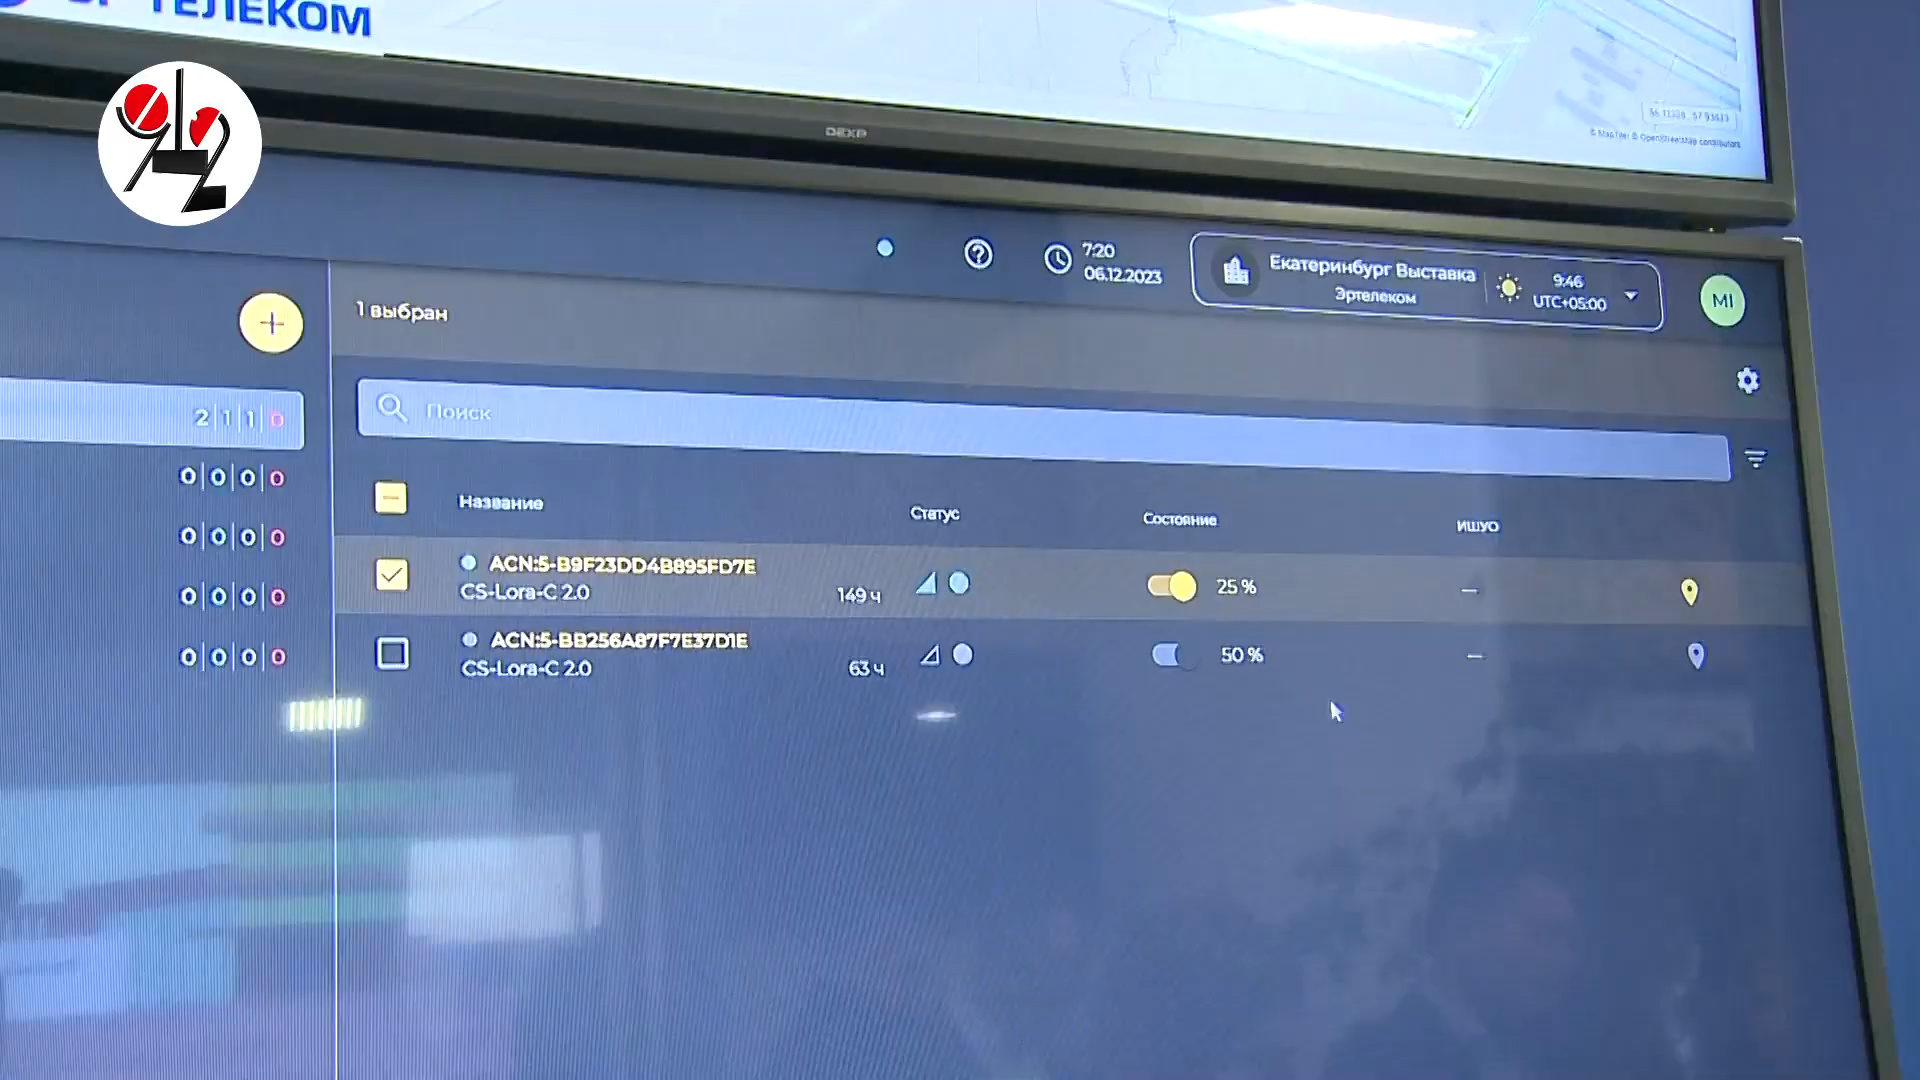 ТЕЛЕКОМ
DEXP
© MapTiler © OpenStreetMap contributors
7:20
06.12.2023
Екатеринбург Выставка
Эртелеком
9:46
UTC+05:00
MI
1 выбран
2|1|1|0
Поиск
0|0|0|0
0|0|0|0
0|0|0|0
0|0|0|0
Название
Статус
Состояние
ИШУО
ACN:5-B9F23DD4B895FD7E
CS-Lora-C 2.0
149 ч
25 %
—
ACN:5-BB256A87F7E37D1E
CS-Lora-C 2.0
63 ч
50 %
—